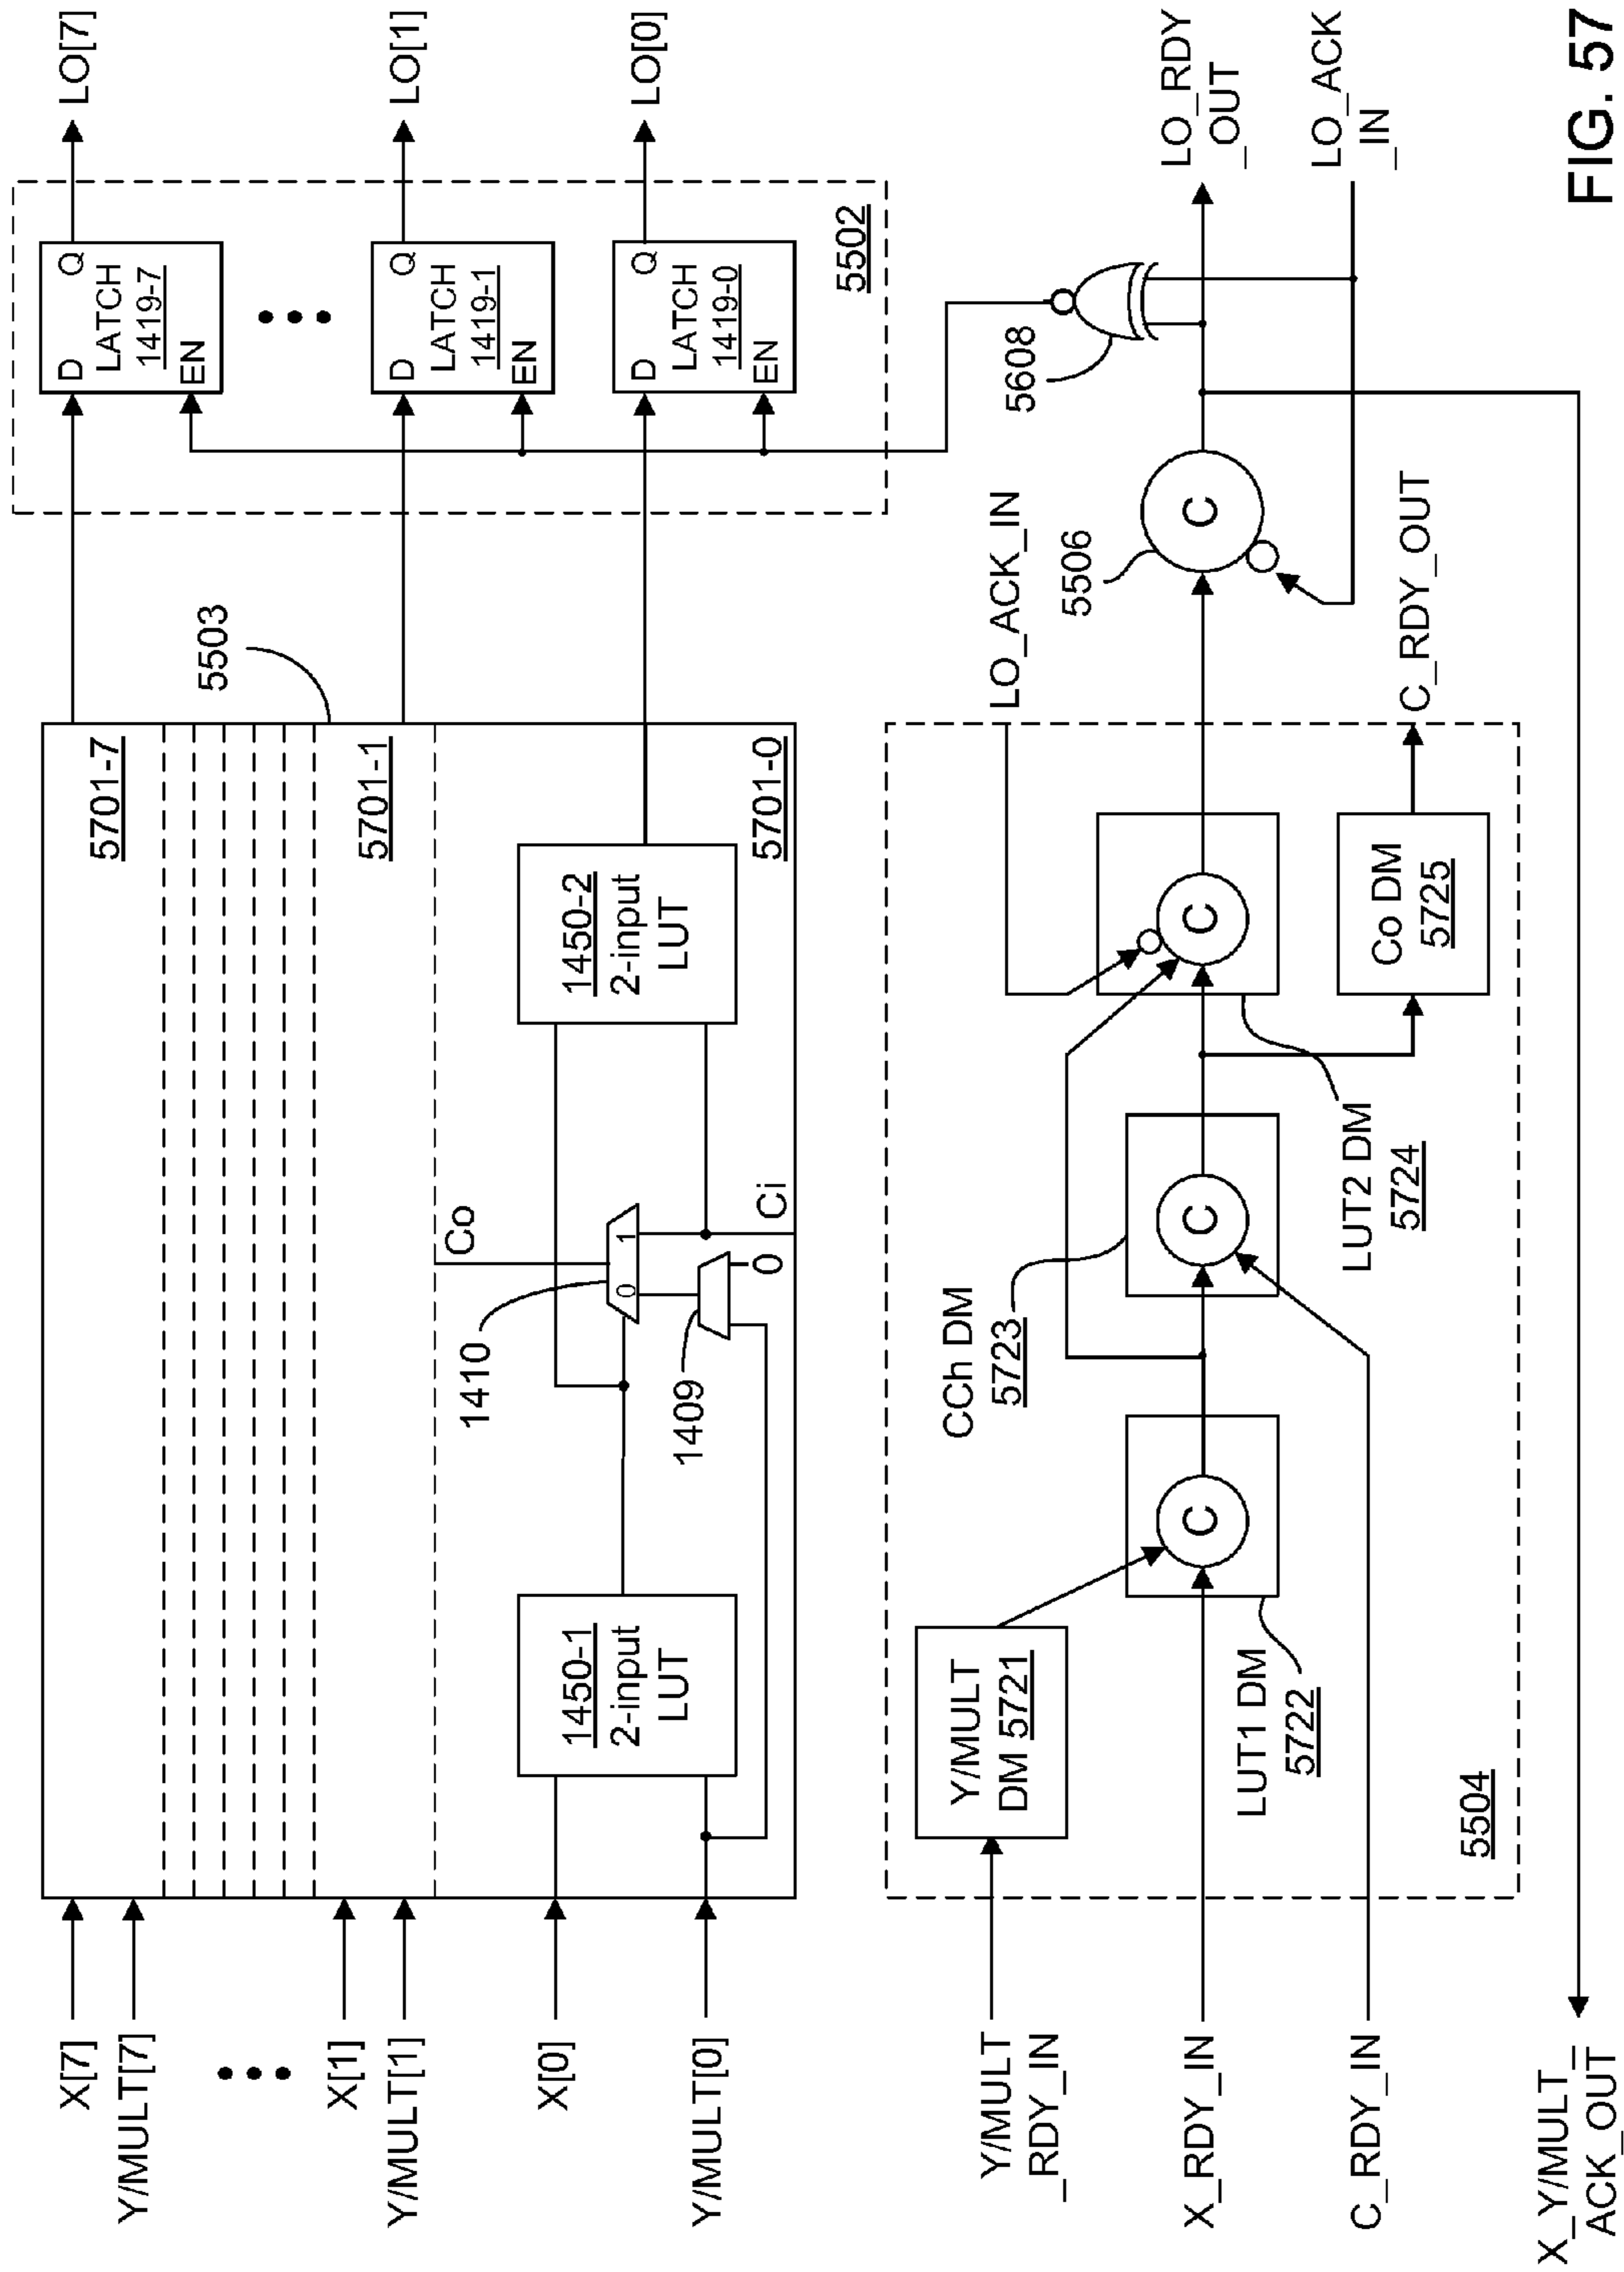 X[7]
Y/MULT[7]
X[1]
Y/MULT[1]
X[0]
Y/MULT[0]
5701-7
5701-1
5701-0
5503
1450-1
2-input
LUT
1450-2
2-input
LUT
1410
1409
0
1
0
Co
Ci
D
Q
LATCH
1419-7
EN
D
Q
LATCH
1419-1
EN
D
Q
LATCH
1419-0
EN
5502
LO[7]
LO[1]
LO[0]
Y/MULT
_RDY_IN
X_RDY_IN
C_RDY_IN
X_Y/MULT_
ACK_OUT
Y/MULT
DM 5721
C
LUT1 DM
5722
CCh DM
5723
C
C
LUT2 DM
5724
Co DM
5725
5504
LO_ACK_IN
C_RDY_OUT
5506
C
5608
LO_RDY
_OUT
LO_ACK
_IN
FIG. 57